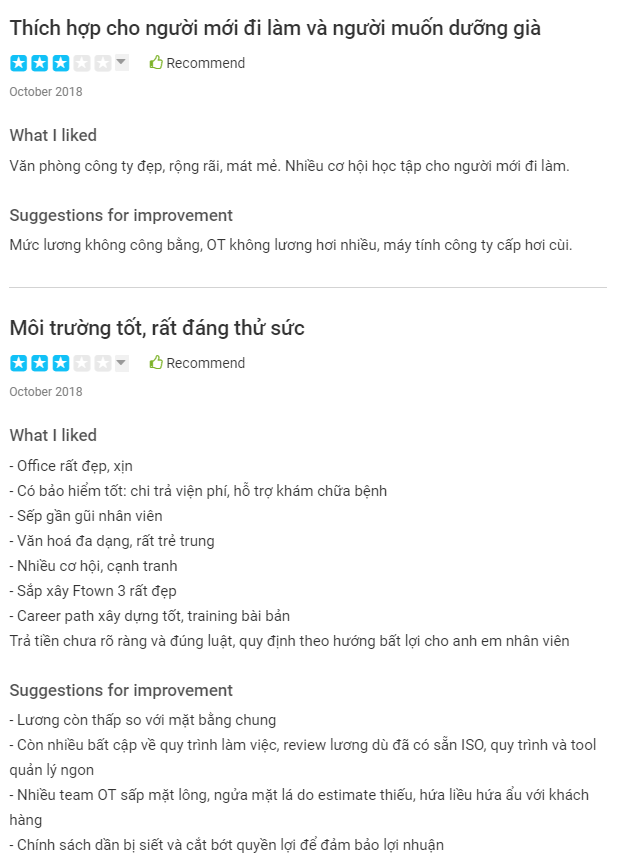 Thích hợp cho người mới đi làm và người muốn dưỡng già
Recommend
October 2018
What I liked
Văn phòng công ty đẹp, rộng rãi, mát mẻ. Nhiều cơ hội học tập cho người mới đi làm.
Suggestions for improvement
Mức lương không công bằng, OT không lương hơi nhiều, máy tính công ty cấp hơi cùi.
Môi trường tốt, rất đáng thử sức
Recommend
October 2018
What I liked
- Office rất đẹp, xịn
- Có bảo hiểm tốt: chi trả viện phí, hỗ trợ khám chữa bệnh
- Sếp gần gũi nhân viên
- Văn hoá đa dạng, rất trẻ trung
- Nhiều cơ hội, cạnh tranh
- Sắp xây Ftown 3 rất đẹp
- Career path xây dựng tốt, training bài bản
Trả tiền chưa rõ ràng và đúng luật, quy định theo hướng bất lợi cho anh em nhân viên
Suggestions for improvement
- Lương còn thấp so với mặt bằng chung
- Còn nhiều bất cập về quy trình làm việc, review lương dù đã có sẵn ISO, quy trình và tool
quản lý ngon
- Nhiều team OT sấp mặt lông, ngửa mặt lá do estimate thiếu, hứa liều hứa ẩu với khách
hàng
- Chính sách dần bị siết và cắt bớt quyền lợi để đảm bảo lợi nhuận